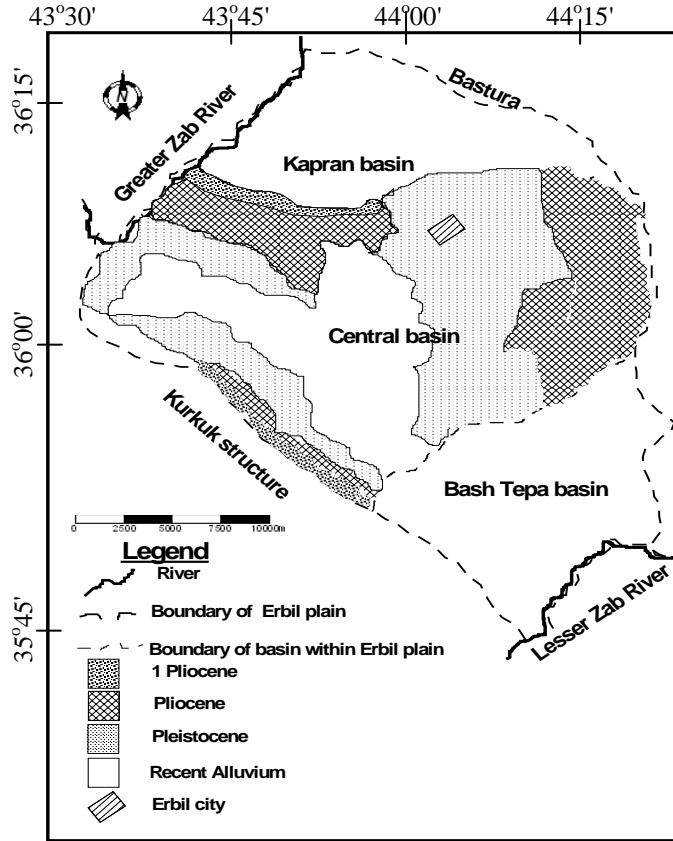 43°30' 43°45' 44°00' 44°15'
36°15'
36°00'
35°45'
N
Bastura
Greater Zab River
Kapran basin
Central basin
Kurkuk structure
Bash Tepa basin
Lesser Zab River
0 2500 5000 7500 10000m
Legend
River
Boundary of Erbil plain
Boundary of basin within Erbil plain
1 Pliocene
Pliocene
Pleistocene
Recent Alluvium
Erbil city